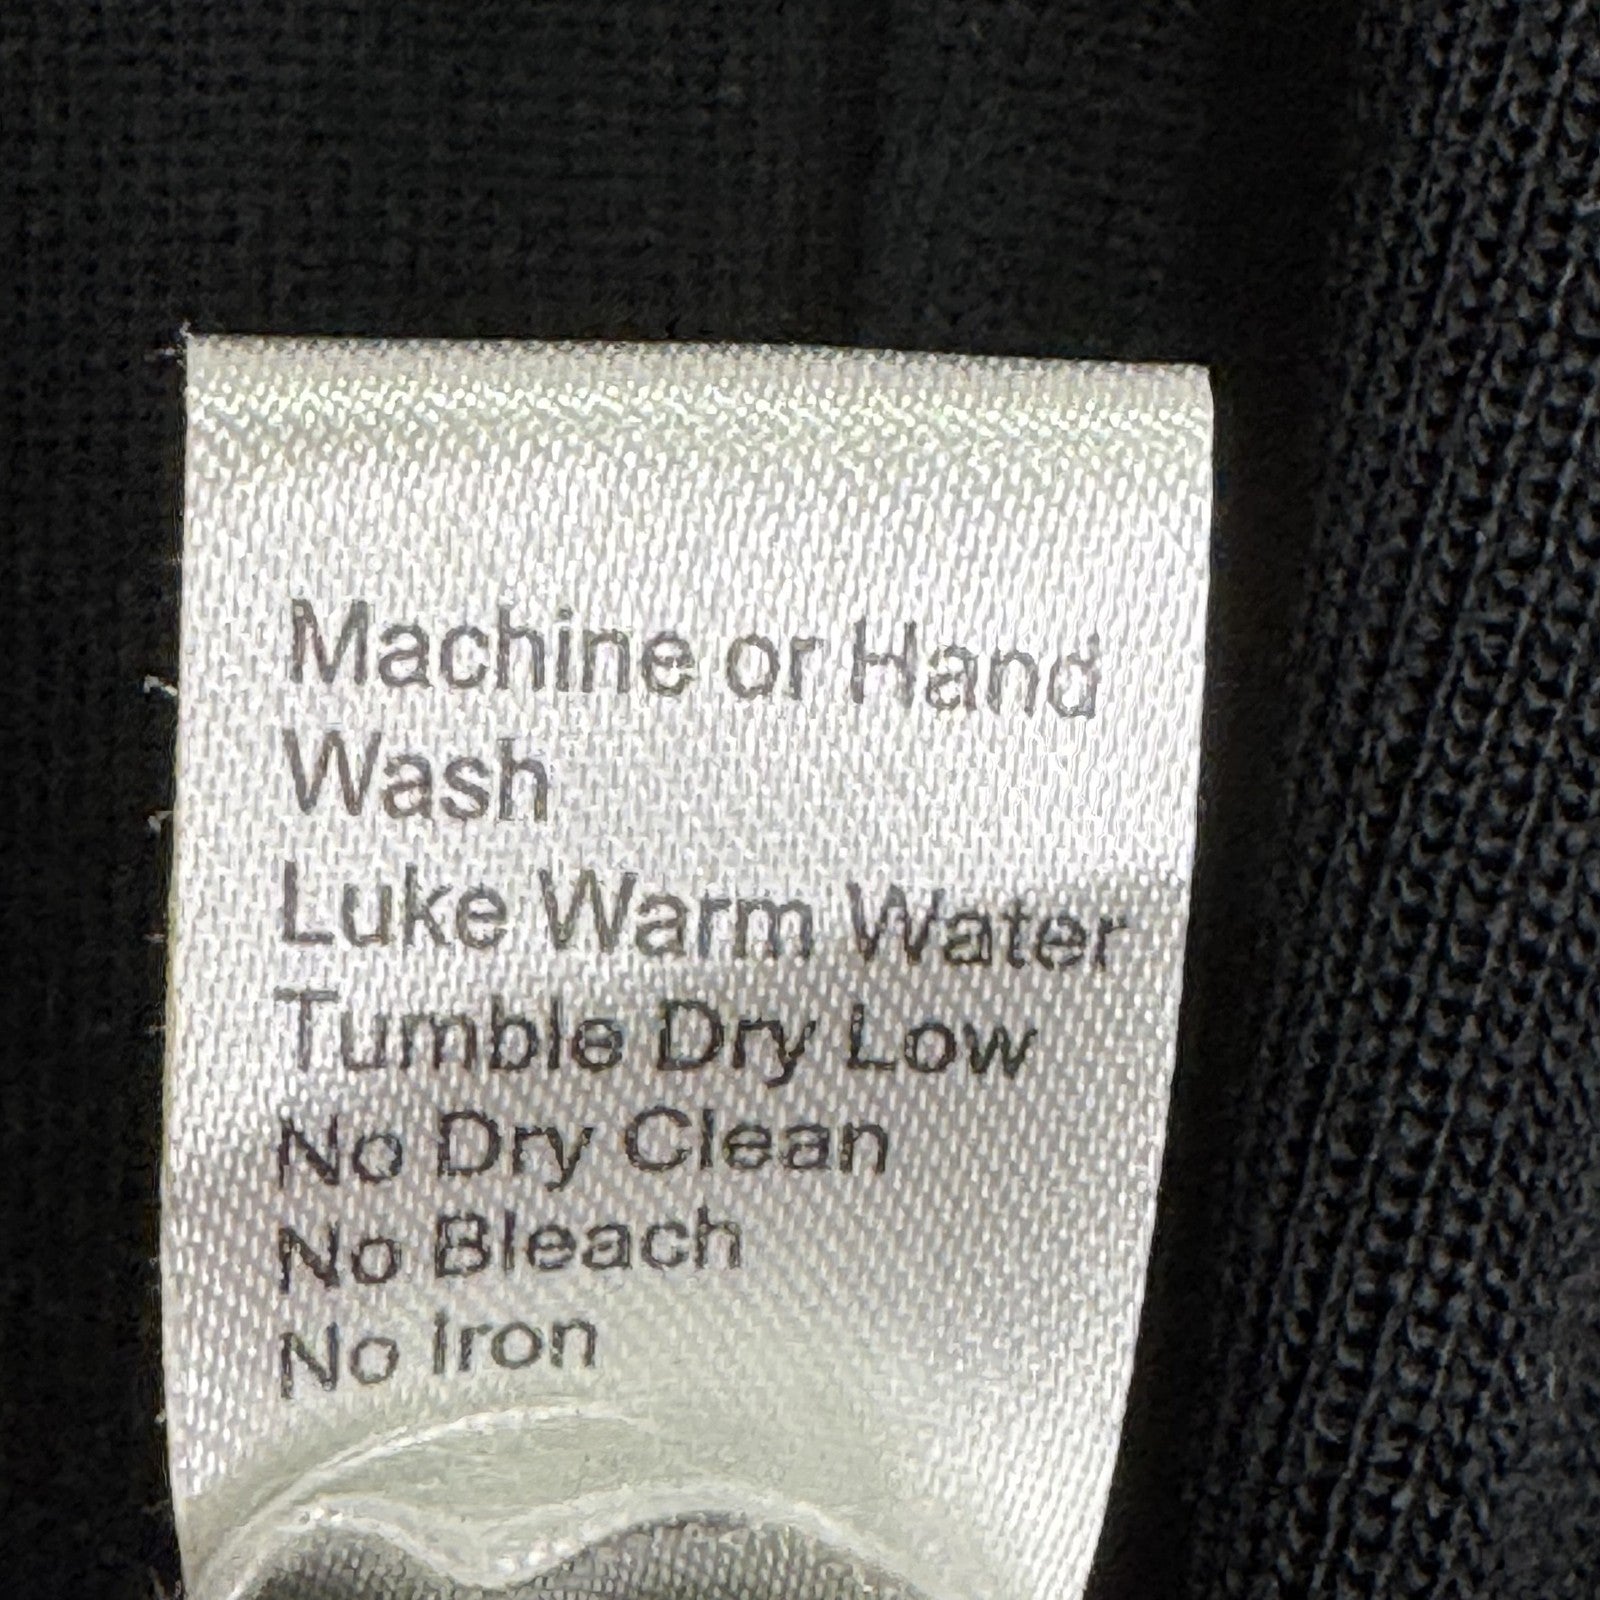 Machine or Hand
Wash
Luke Warm Water
Tumble Dry Low
No Dry Clean
No Bleach
No Iron